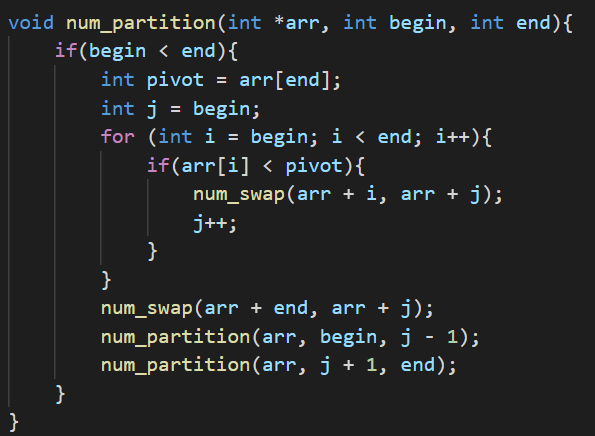 void num_partition(int *arr, int begin, int end){
    if(begin < end){
        int pivot = arr[end];
        int j = begin;
        for (int i = begin; i < end; i++){
            if(arr[i] < pivot){
                num_swap(arr + i, arr + j);
                j++;
            }
        }
        num_swap(arr + end, arr + j);
        num_partition(arr, begin, j - 1);
        num_partition(arr, j + 1, end);
    }
}